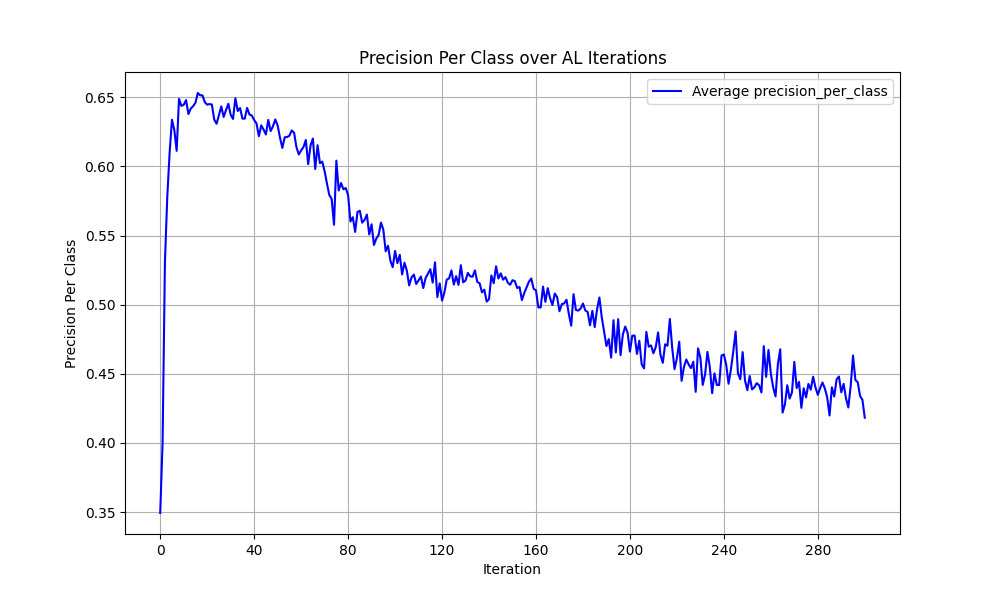 Precision Per Class over AL Iterations
Average precision_per_class
Precision Per Class
0.65
0.60
0.55
0.50
0.45
0.40
0.35
0 40 80 120 160 200 240 280
Iteration